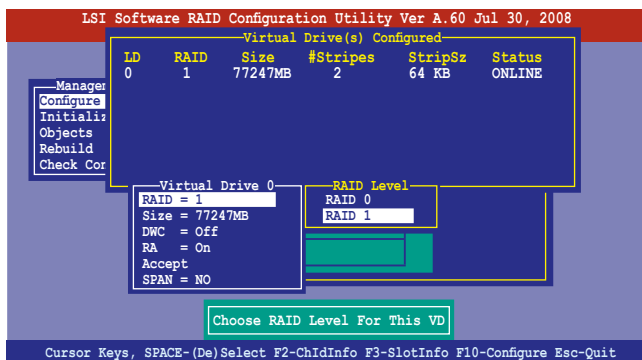 LSI Software RAID Configuration Utility Ver A.60 Jul 30, 2008
Virtual Drive(s) Configured
LD RAID Size #Stripes StripSz Status
0 1 77247MB 2 64 KB ONLINE
Configure
Objects
Rebuild
Check
Virtual Drive 0
RAID = 1
Size = 77247MB
DWC = Off
RA = On
Accept
SPAN = NO
RAID Level
RAID 0
RAID 1
Choose RAID Level For This VD
Cursor Keys, SPACE-(De)Select F2-ChIdInfo F3-SlotInfo F10-Configure Esc-Quit